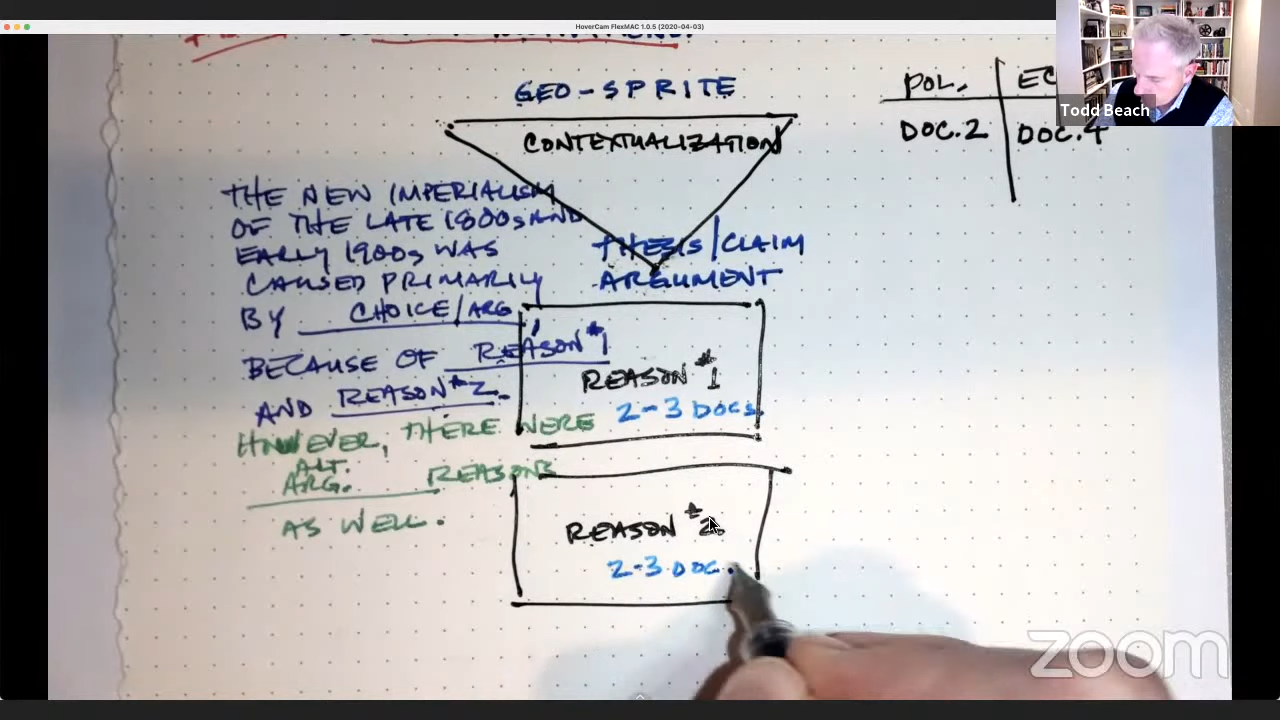 HoverCam FlexMAC 1.0.5 (2020-04-03)
GEO-SPRITE
CONTEXTUALIZATION
POL.
EC
DOC.2
DOC.4
Todd Beach
THE NEW IMPERIALISM
OF THE LATE 1800s AND
EARLY 1900s WAS
CAUSED PRIMARILY
BY CHOICE/ARG.
BECAUSE OF REASON #1
AND REASON #2.
HOWEVER, THERE WERE
ALT.
ARG. REASONS
AS WELL.
THESIS/CLAIM
ARGUMENT
REASON #1
2-3 DOCS.
REASON #2
2-3 DOC.
zoom